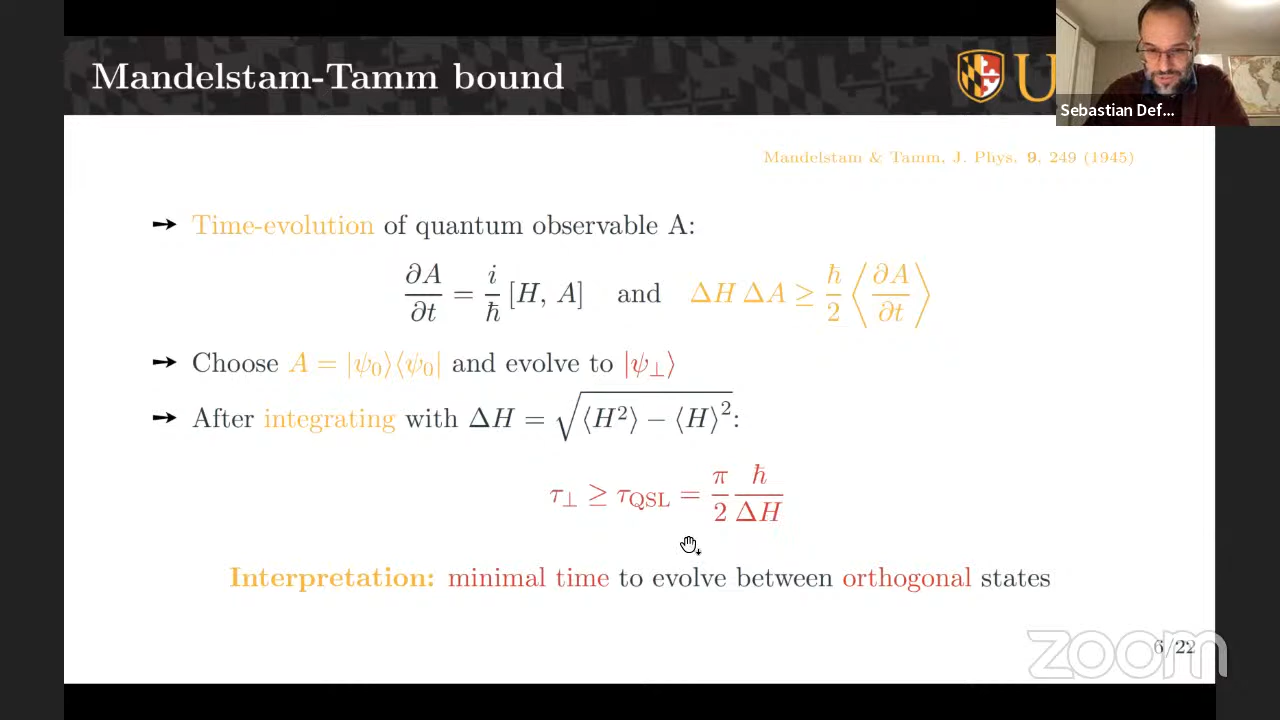 Mandelstam-Tamm bound
U
Sebastian Def...
Mandelstam & Tamm, J. Phys. 9. 249 (1945)
➙ Time-evolution of quantum observable A:
∂A/∂t = i/ħ [H, A] and ΔH ΔA ≥ ħ/2 ⟨∂A/∂t⟩
➙ Choose A = |ψ₀⟩⟨ψ₀| and evolve to |ψ⊥⟩
➙ After integrating with ΔH = √(⟨H²⟩ − ⟨H⟩²):
τ⊥ ≥ τ_QSL = π/2 ħ/ΔH
Interpretation: minimal time to evolve between orthogonal states
6/22
zoom